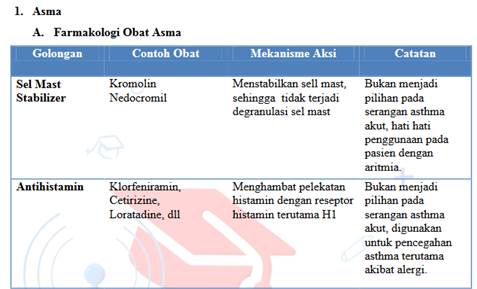 1. Asma
A. Farmakologi Obat Asma
Golongan Contoh Obat Mekanisme Aksi Catatan
Sel Mast
Stabilizer
Kromolin
Nedocromil
Menstabilkan sell mast,
sehingga tidak terjadi
degranulasi sel mast
Bukan menjadi
pilihan pada
serangan asthma
akut, hati hati
penggunaan pada
pasien dengan
aritmia.
Antihistamin
Klorfeniramin,
Cetirizine,
Loratadine, dll
Menghambat pelekatan
histamin dengan reseptor
histamin terutama H1
Bukan menjadi
pilihan pada
serangan asthma
akut, digunakan
untuk pencegahan
asthma terutama
akibat alergi.